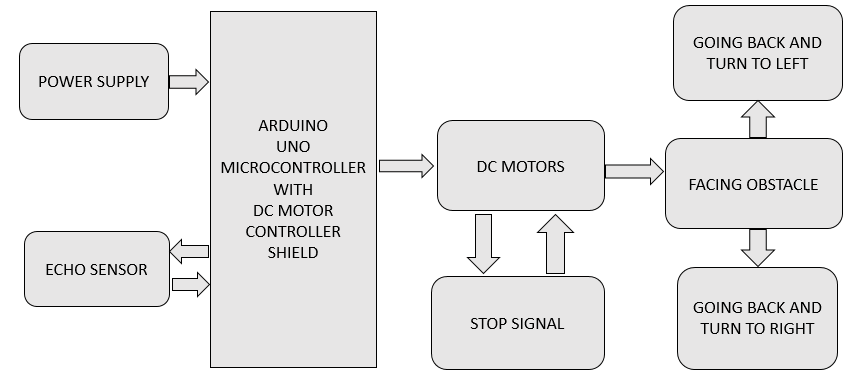 POWER SUPPLY
ECHO SENSOR
ARDUINO
UNO
MICROCONTROLLER
WITH
DC MOTOR
CONTROLLER
SHIELD
DC MOTORS
STOP SIGNAL
GOING BACK AND
TURN TO LEFT
FACING OBSTACLE
GOING BACK AND
TURN TO RIGHT